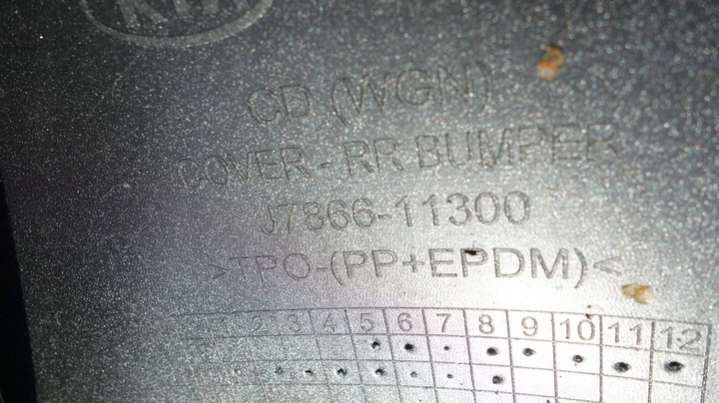 KIA
CD (WGN)
COVER - RR BUMPER
J7866-11300
>TPO-(PP+EPDM)<
1 2 3 4 5 6 7 8 9 10 11 12